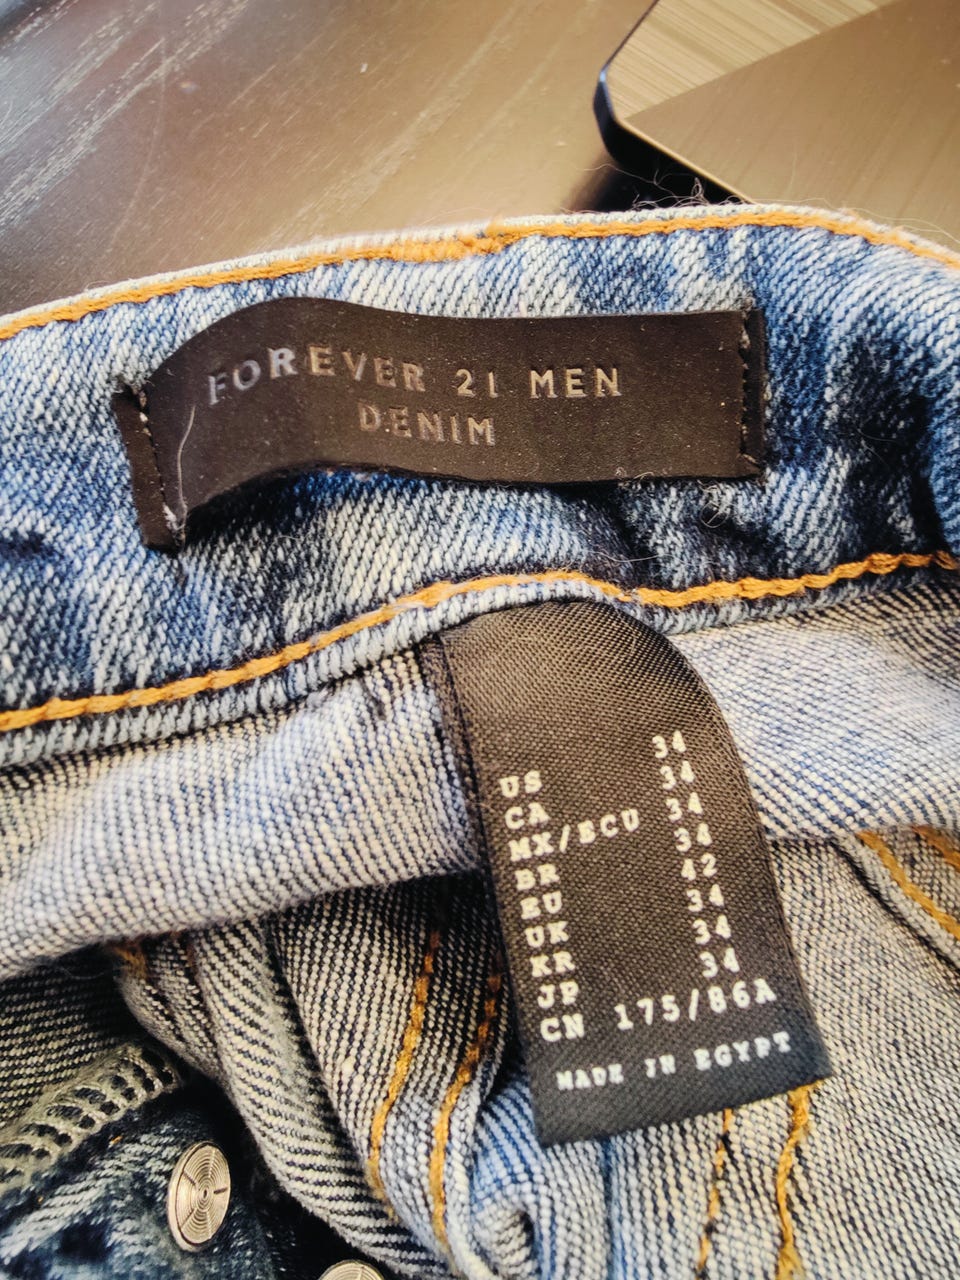 FOREVER 21 MEN
DENIM
US 34
CA 34
MX/ECU 34
BR 34
EU 42
UK 34
KR 34
JP 34
CN 175/86A
MADE IN EGYPT